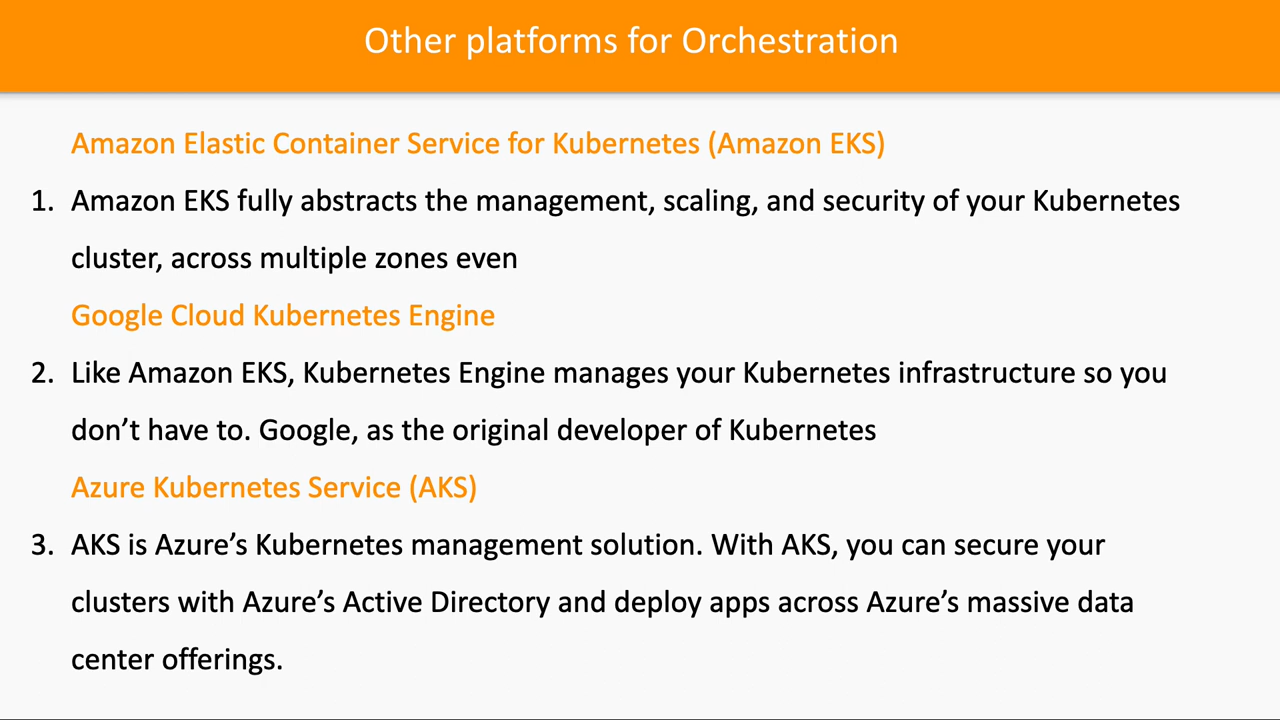 Other platforms for Orchestration
Amazon Elastic Container Service for Kubernetes (Amazon EKS)
1. Amazon EKS fully abstracts the management, scaling, and security of your Kubernetes
cluster, across multiple zones even
Google Cloud Kubernetes Engine
2. Like Amazon EKS, Kubernetes Engine manages your Kubernetes infrastructure so you
don’t have to. Google, as the original developer of Kubernetes
Azure Kubernetes Service (AKS)
3. AKS is Azure’s Kubernetes management solution. With AKS, you can secure your
clusters with Azure’s Active Directory and deploy apps across Azure’s massive data
center offerings.